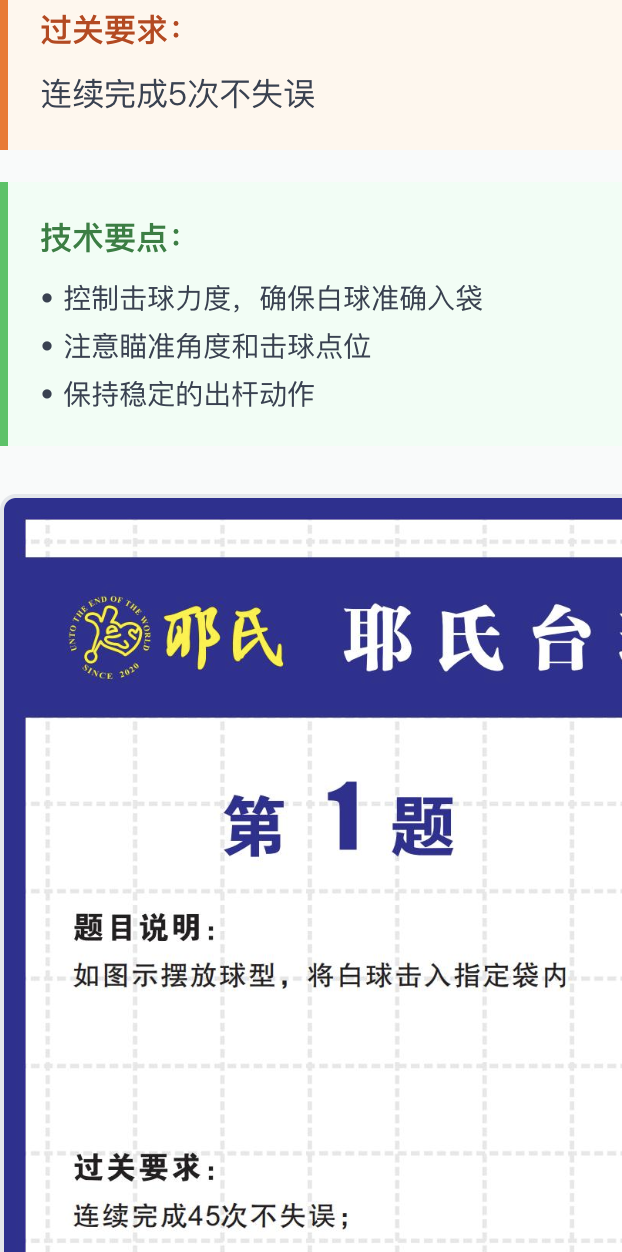 过关要求：
连续完成5次不失误
技术要点：
• 控制击球力度，确保白球准确入袋
• 注意瞄准角度和击球点位
• 保持稳定的出杆动作
UNTO THE END OF THE WORLD
SINCE 2020
耶氏 耶氏台
第1题
题目说明：
如图示摆放球型，将白球击入指定袋内
过关要求：
连续完成45次不失误；